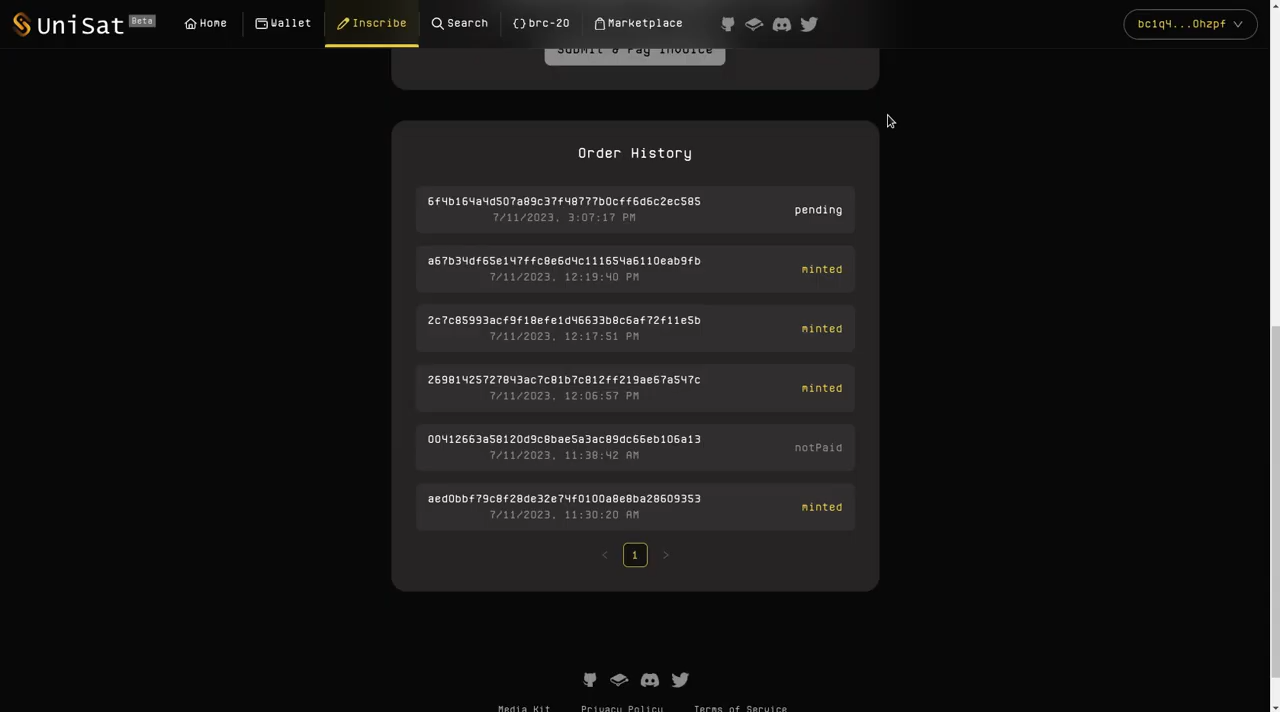 UniSat Beta Home Wallet Inscribe Search brc-20 Marketplace bc1q4...0hzpf
Submit & Pay Invoice
Order History
6f4b164a4d507a89c37f48777b0cff6d6c2ec585
7/11/2023, 3:07:17 PM
pending
a67b34df65e147ffc8e6d4c111654a6110eab9fb
7/11/2023, 12:19:40 PM
minted
2c7c85993acf9f18efe1d46633b8c6af72f11e5b
7/11/2023, 12:17:51 PM
minted
26981425727843ac7c81b7c812ff219ae67a547c
7/11/2023, 12:06:57 PM
minted
00412663a58120d9c8bae5a3ac89dc66eb106a13
7/11/2023, 11:38:42 AM
notPaid
aed0bbf79c8f28de32e74f0100a8e8ba28609353
7/11/2023, 11:30:20 AM
minted
1
Media Kit Privacy Policy Terms of Service